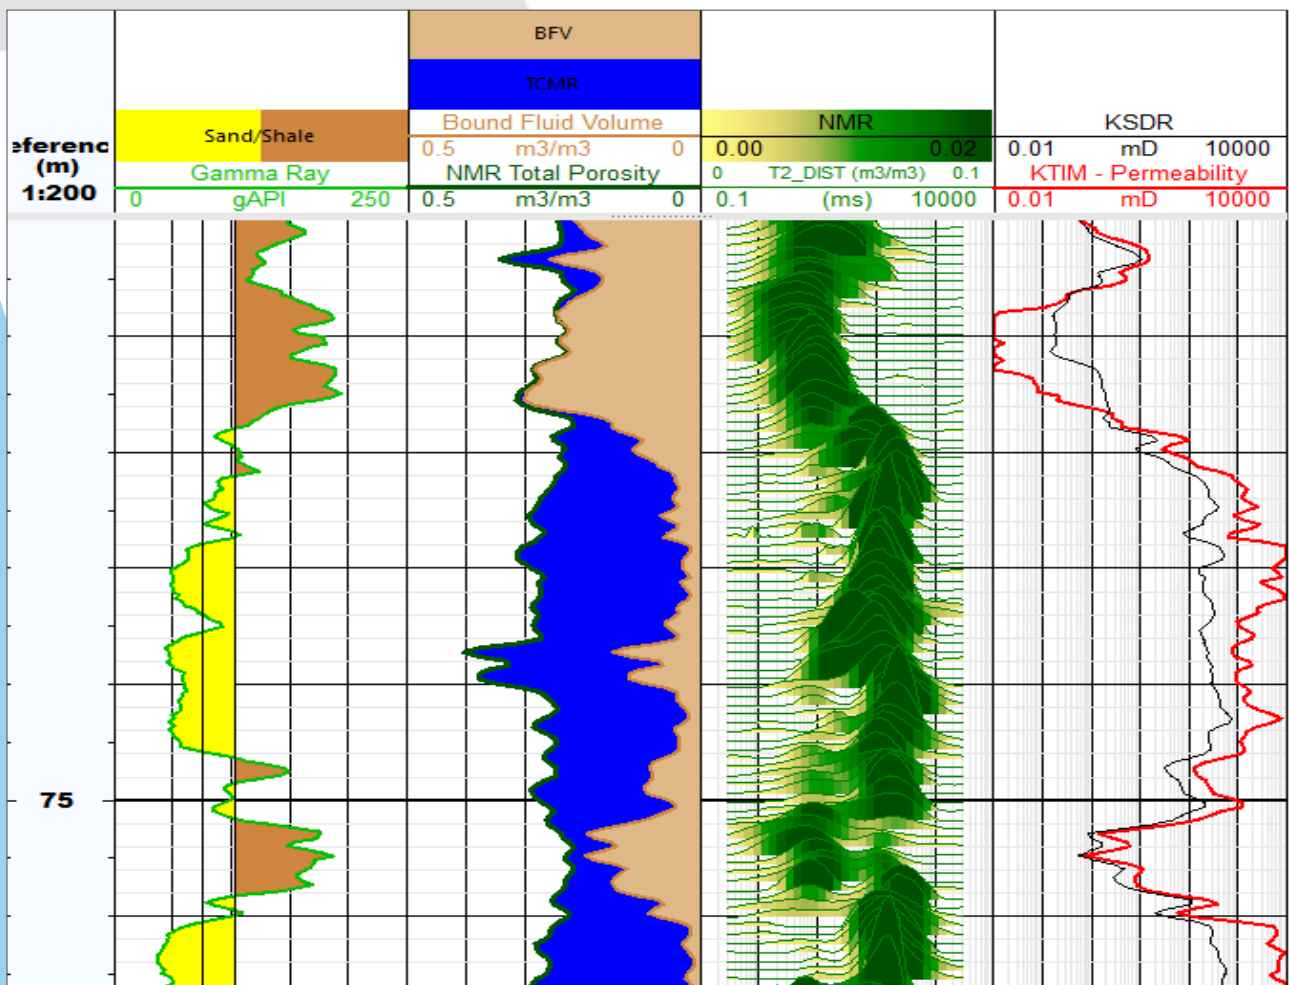 eferenc
(m)
1:200
Sand/Shale
Gamma Ray
0 gAPI 250
BFV
TCMR
Bound Fluid Volume
0.5 m3/m3 0
NMR Total Porosity
0.5 m3/m3 0
NMR
0.00 0.02
0 T2_DIST (m3/m3) 0.1
0.1 (ms) 10000
KSDR
0.01 mD 10000
KTIM - Permeability
0.01 mD 10000
75